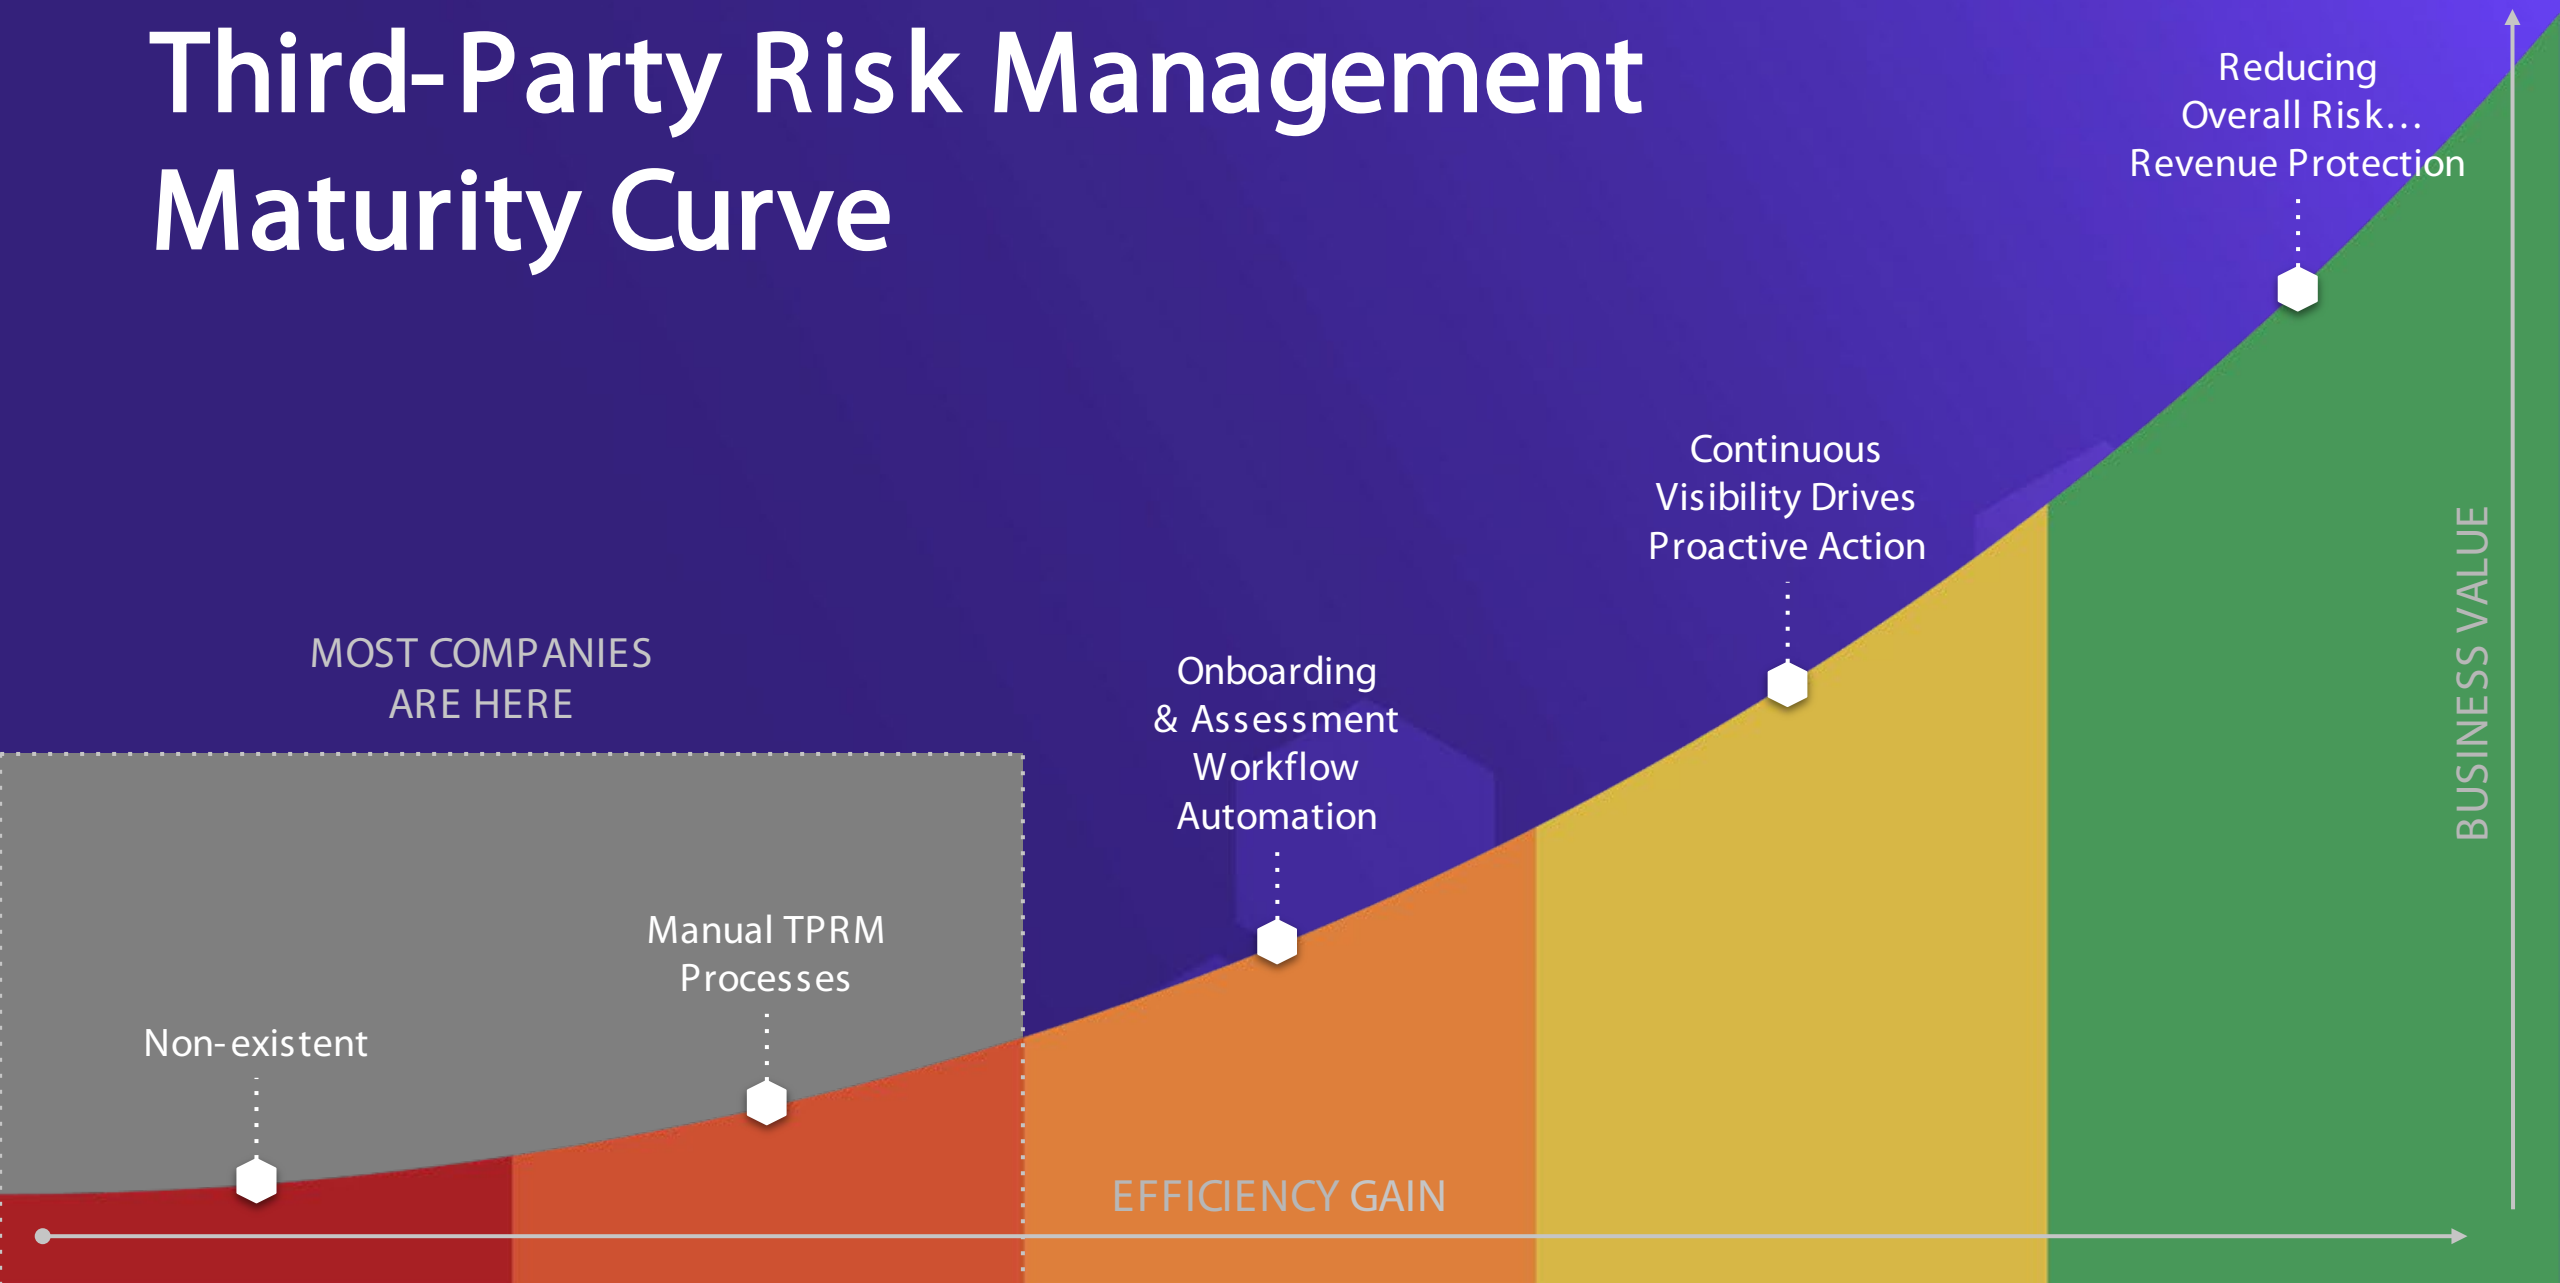 Third-Party Risk Management
Maturity Curve
Reducing
Overall Risk...
Revenue Protection
Continuous
Visibility Drives
Proactive Action
Onboarding
& Assessment
Workflow
Automation
MOST COMPANIES
ARE HERE
Manual TPRM
Processes
Non-existent
EFFICIENCY GAIN
BUSINESS VALUE